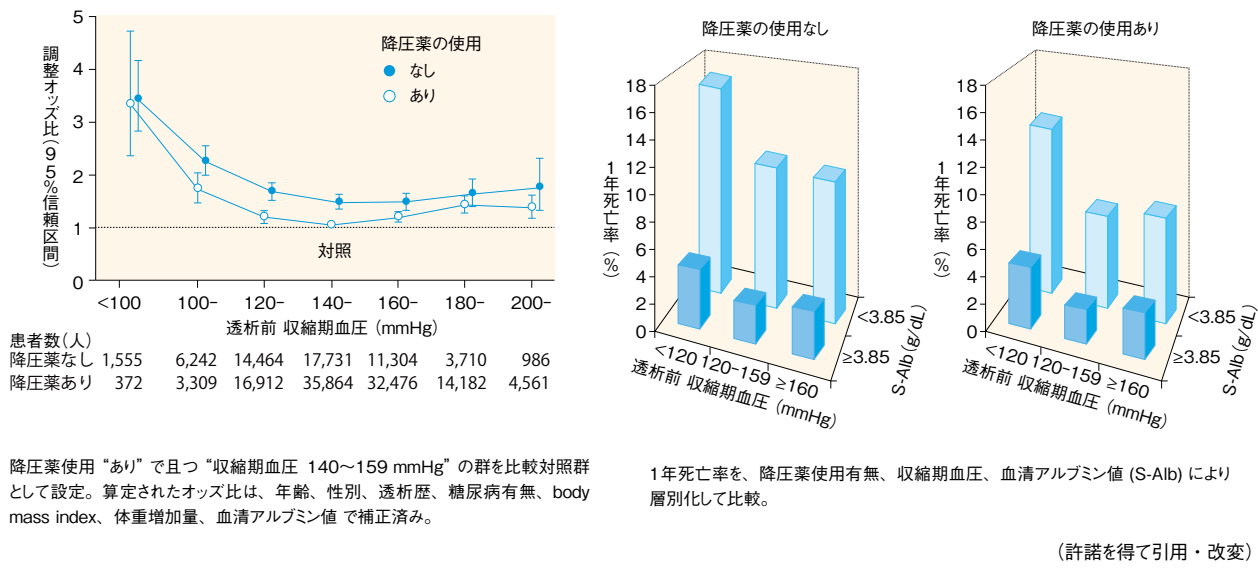 5
4
3
2
1
0
調整オッズ比(95%信頼区間)
降圧薬の使用
なし
あり
対照
<100 100− 120− 140− 160− 180− 200−
透析前 収縮期血圧 (mmHg)
患者数(人)
降圧薬なし 1,555 6,242 14,464 17,731 11,304 3,710 986
降圧薬あり 372 3,309 16,912 35,864 32,476 14,182 4,561
降圧薬使用 “あり” で且つ “収縮期血圧 140〜159 mmHg” の群を比較対照群
として設定。算定されたオッズ比は、年齢、性別、透析歴、糖尿病有無、body
mass index、体重増加量、血清アルブミン値 で補正済み。
降圧薬の使用なし
18
16
14
12
10
8
6
4
2
0
1年死亡率 (%)
<120 120−159 ≥160
透析前 収縮期血圧 (mmHg)
<3.85
≥3.85
S-Alb (g/dL)
降圧薬の使用あり
18
16
14
12
10
8
6
4
2
0
1年死亡率 (%)
<120 120−159 ≥160
透析前 収縮期血圧 (mmHg)
<3.85
≥3.85
S-Alb (g/dL)
1年死亡率を、降圧薬使用有無、収縮期血圧、血清アルブミン値 (S-Alb) により
層別化して比較。
(許諾を得て引用・改変)